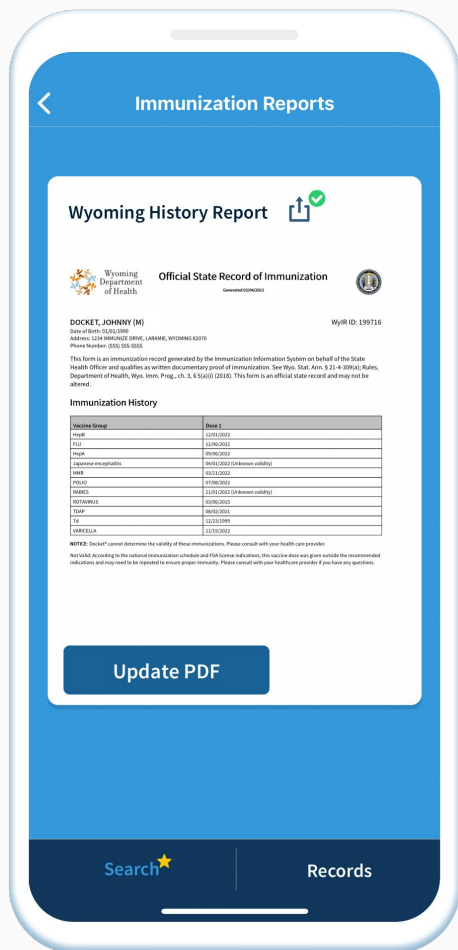 Immunization Reports
Wyoming History Report
Wyoming
Department
of Health
Official State Record of Immunization
Generated 03/04/2023
DOCKET, JOHNNY (M)
WyIR ID: 199716
Date of Birth: 01/01/1990
Address: 1234 IMMUNIZE DRIVE, LARAMIE, WYOMING 82070
Phone Number: (555) 555-5555
This form is an immunization record generated by the Immunization Information System on behalf of the State
Health Officer and qualifies as written documentary proof of immunization. See Wyo. Stat. Ann. § 21-4-309(a); Rules,
Department of Health, Wyo. Imm. Prog., ch. 3, § 5(a)(i) (2018). This form is an official state record and may not be
altered.
Immunization History
Vaccine Group Dose 1
HepB 12/01/2022
FLU 12/06/2022
HepA 09/06/2022
Japanese encephalitis 04/01/2022 (Unknown validity)
MMR 03/21/2022
POLIO 07/08/2022
RABIES 11/01/2022 (Unknown validity)
ROTAVIRUS 03/06/2015
TDAP 08/02/2021
Td 12/23/1999
VARICELLA 11/15/2022
NOTICE: Docket® cannot determine the validity of these immunizations. Please consult with your health care provider.
Not Valid: According to the national immunization schedule and FDA license indications, this vaccine dose was given outside the recommended
indications and may need to be repeated to ensure proper immunity. Please consult with your healthcare provider if you have any questions.
Update PDF
Search
Records